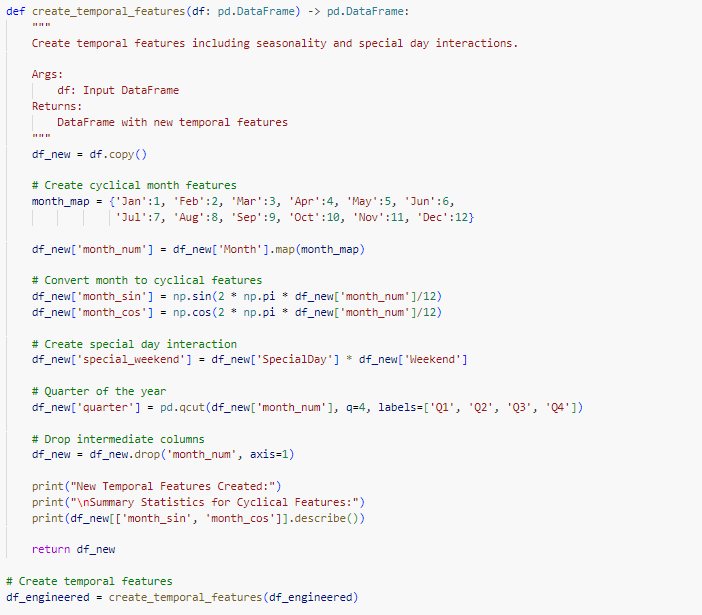 def create_temporal_features(df: pd.DataFrame) -> pd.DataFrame:
    """
    Create temporal features including seasonality and special day interactions.

    Args:
        df: Input DataFrame
    Returns:
        DataFrame with new temporal features
    """
    df_new = df.copy()

    # Create cyclical month features
    month_map = {'Jan':1, 'Feb':2, 'Mar':3, 'Apr':4, 'May':5, 'Jun':6,
                 'Jul':7, 'Aug':8, 'Sep':9, 'Oct':10, 'Nov':11, 'Dec':12}

    df_new['month_num'] = df_new['Month'].map(month_map)

    # Convert month to cyclical features
    df_new['month_sin'] = np.sin(2 * np.pi * df_new['month_num']/12)
    df_new['month_cos'] = np.cos(2 * np.pi * df_new['month_num']/12)

    # Create special day interaction
    df_new['special_weekend'] = df_new['SpecialDay'] * df_new['Weekend']

    # Quarter of the year
    df_new['quarter'] = pd.qcut(df_new['month_num'], q=4, labels=['Q1', 'Q2', 'Q3', 'Q4'])

    # Drop intermediate columns
    df_new = df_new.drop('month_num', axis=1)

    print("New Temporal Features Created:")
    print("\nSummary Statistics for Cyclical Features:")
    print(df_new[['month_sin', 'month_cos']].describe())

    return df_new

# Create temporal features
df_engineered = create_temporal_features(df_engineered)